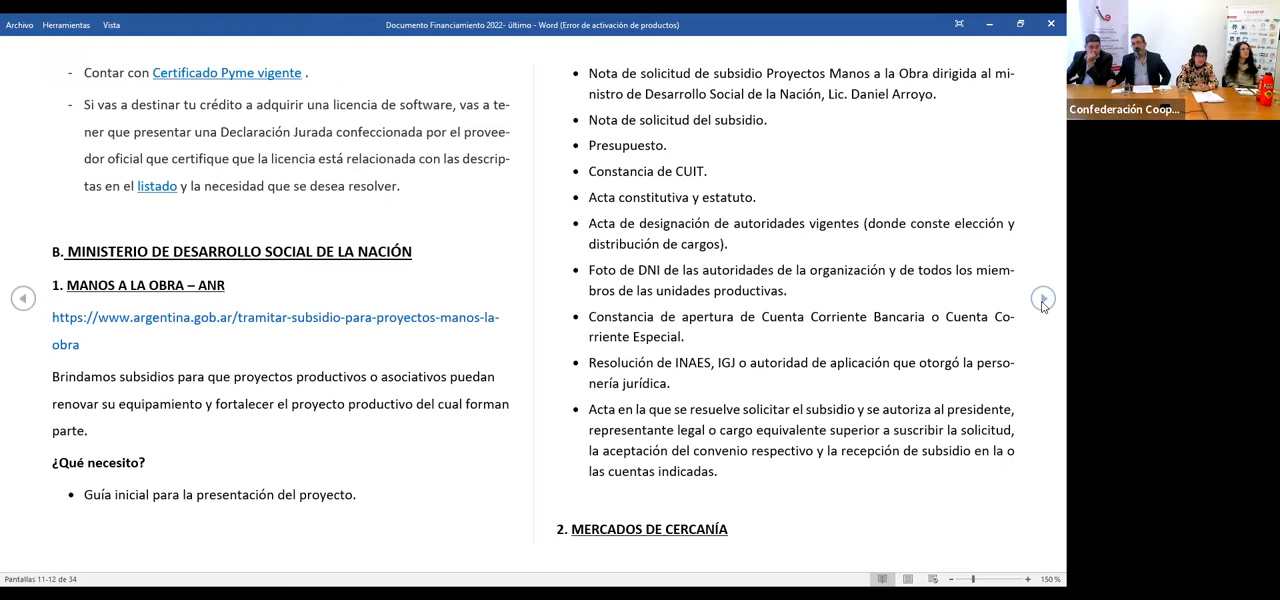 Archivo Herramientas Vista
Documento Financiamiento 2022- último - Word (Error de activación de productos)
- Contar con Certificado Pyme vigente .
- Si vas a destinar tu crédito a adquirir una licencia de software, vas a te-
ner que presentar una Declaración Jurada confeccionada por el provee-
dor oficial que certifique que la licencia está relacionada con las descrip-
tas en el listado y la necesidad que se desea resolver.
B. MINISTERIO DE DESARROLLO SOCIAL DE LA NACIÓN
1. MANOS A LA OBRA – ANR
https://www.argentina.gob.ar/tramitar-subsidio-para-proyectos-manos-la-
obra
Brindamos subsidios para que proyectos productivos o asociativos puedan
renovar su equipamiento y fortalecer el proyecto productivo del cual forman
parte.
¿Qué necesito?
• Guía inicial para la presentación del proyecto.
• Nota de solicitud de subsidio Proyectos Manos a la Obra dirigida al mi-
nistro de Desarrollo Social de la Nación, Lic. Daniel Arroyo.
• Nota de solicitud del subsidio.
• Presupuesto.
• Constancia de CUIT.
• Acta constitutiva y estatuto.
• Acta de designación de autoridades vigentes (donde conste elección y
distribución de cargos).
• Foto de DNI de las autoridades de la organización y de todos los miem-
bros de las unidades productivas.
• Constancia de apertura de Cuenta Corriente Bancaria o Cuenta Co-
rriente Especial.
• Resolución de INAES, IGJ o autoridad de aplicación que otorgó la perso-
nería jurídica.
• Acta en la que se resuelve solicitar el subsidio y se autoriza al presidente,
representante legal o cargo equivalente superior a suscribir la solicitud,
la aceptación del convenio respectivo y la recepción de subsidio en la o
las cuentas indicadas.
2. MERCADOS DE CERCANÍA
Pantallas 11-12 de 34
150 %
Confederación Coop...